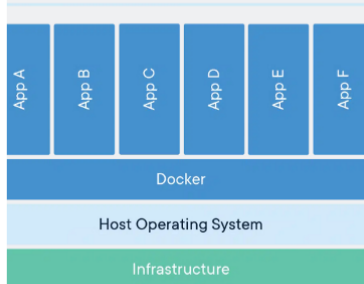 App A
App B
App C
App D
App E
App F
Docker
Host Operating System
Infrastructure